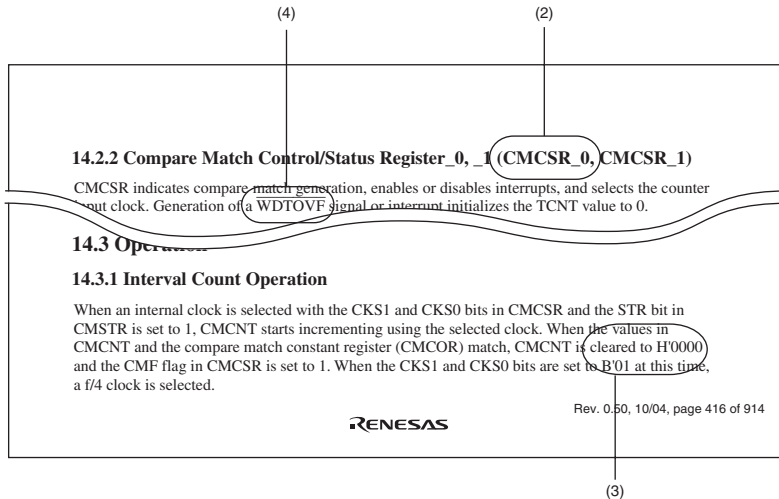 (4) (2)
14.2.2 Compare Match Control/Status Register_0, _1 (CMCSR_0, CMCSR_1)
CMCSR indicates compare match generation, enables or disables interrupts, and selects the counter
input clock. Generation of a WDTOVF signal or interrupt initializes the TCNT value to 0.
14.3 Operation
14.3.1 Interval Count Operation
When an internal clock is selected with the CKS1 and CKS0 bits in CMCSR and the STR bit in
CMSTR is set to 1, CMCNT starts incrementing using the selected clock. When the values in
CMCNT and the compare match constant register (CMCOR) match, CMCNT is cleared to H'0000
and the CMF flag in CMCSR is set to 1. When the CKS1 and CKS0 bits are set to B'01 at this time,
a f/4 clock is selected.
Rev. 0.50, 10/04, page 416 of 914
RENESAS
(3)